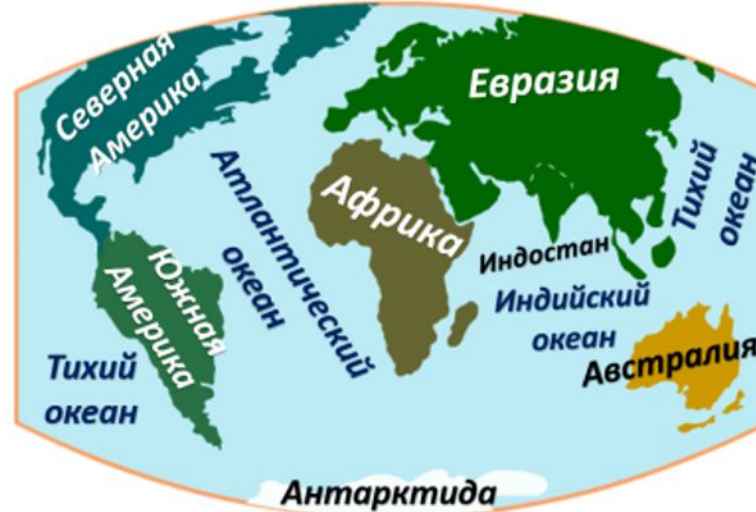 Северная
Америка
Евразия
Тихий
океан
Атлантический
океан
Африка
Индостан
Южная
Америка
Индийский
океан
Австралия
Тихий
океан
Антарктида